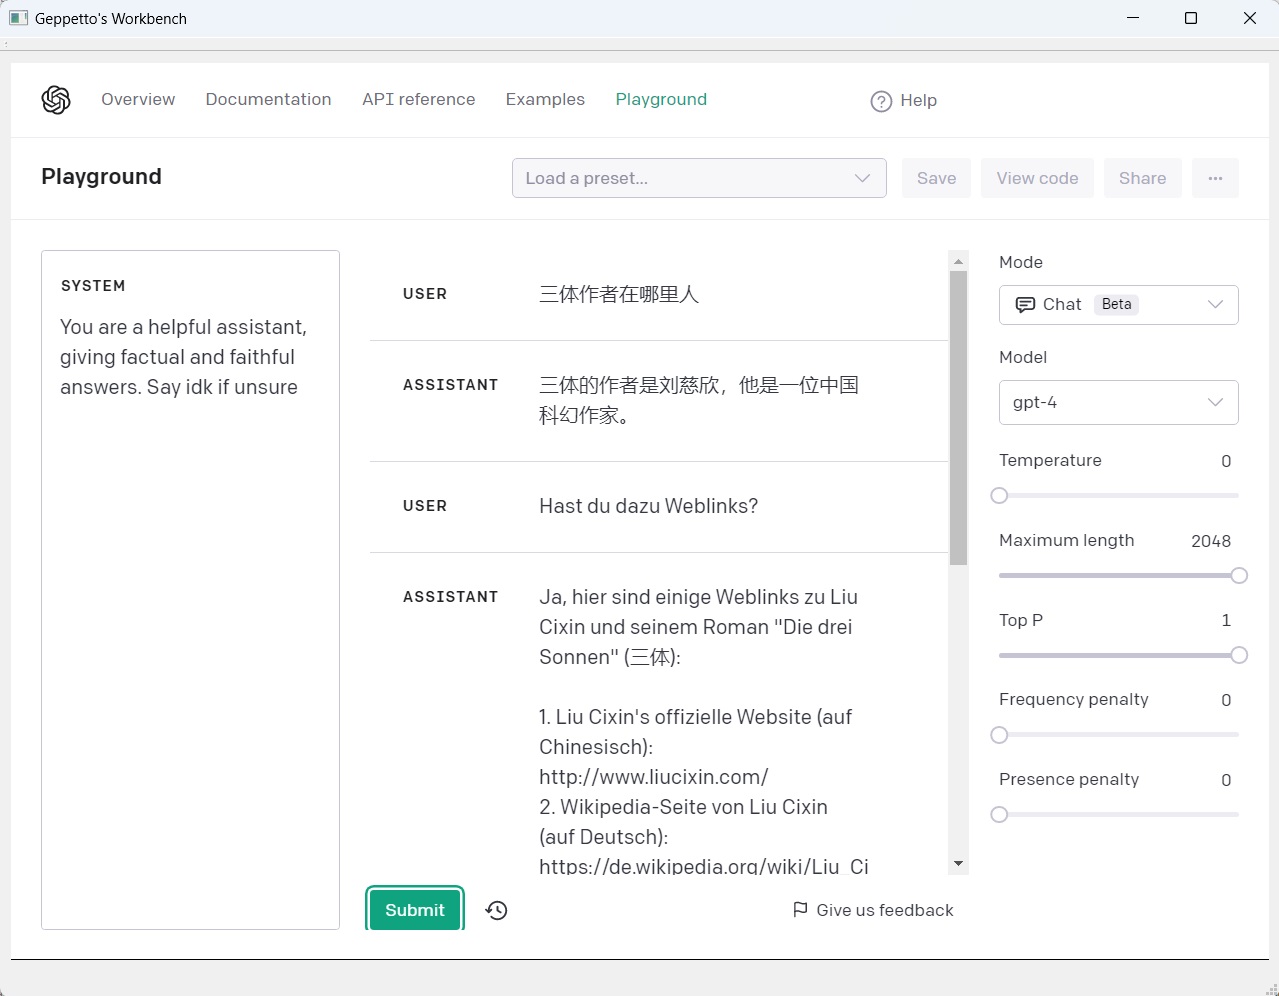 Geppetto's Workbench
Overview Documentation API reference Examples Playground Help
Playground
Load a preset... Save View code Share ...
SYSTEM
You are a helpful assistant,
giving factual and faithful
answers. Say idk if unsure
USER
三体作者在哪里人
ASSISTANT
三体的作者是刘慈欣，他是一位中国
科幻作家。
USER
Hast du dazu Weblinks?
ASSISTANT
Ja, hier sind einige Weblinks zu Liu
Cixin und seinem Roman "Die drei
Sonnen" (三体):
1. Liu Cixin's offizielle Website (auf
Chinesisch):
http://www.liucixin.com/
2. Wikipedia-Seite von Liu Cixin
(auf Deutsch):
https://de.wikipedia.org/wiki/Liu_Ci
Submit
Give us feedback
Mode
Chat Beta
Model
gpt-4
Temperature 0
Maximum length 2048
Top P 1
Frequency penalty 0
Presence penalty 0